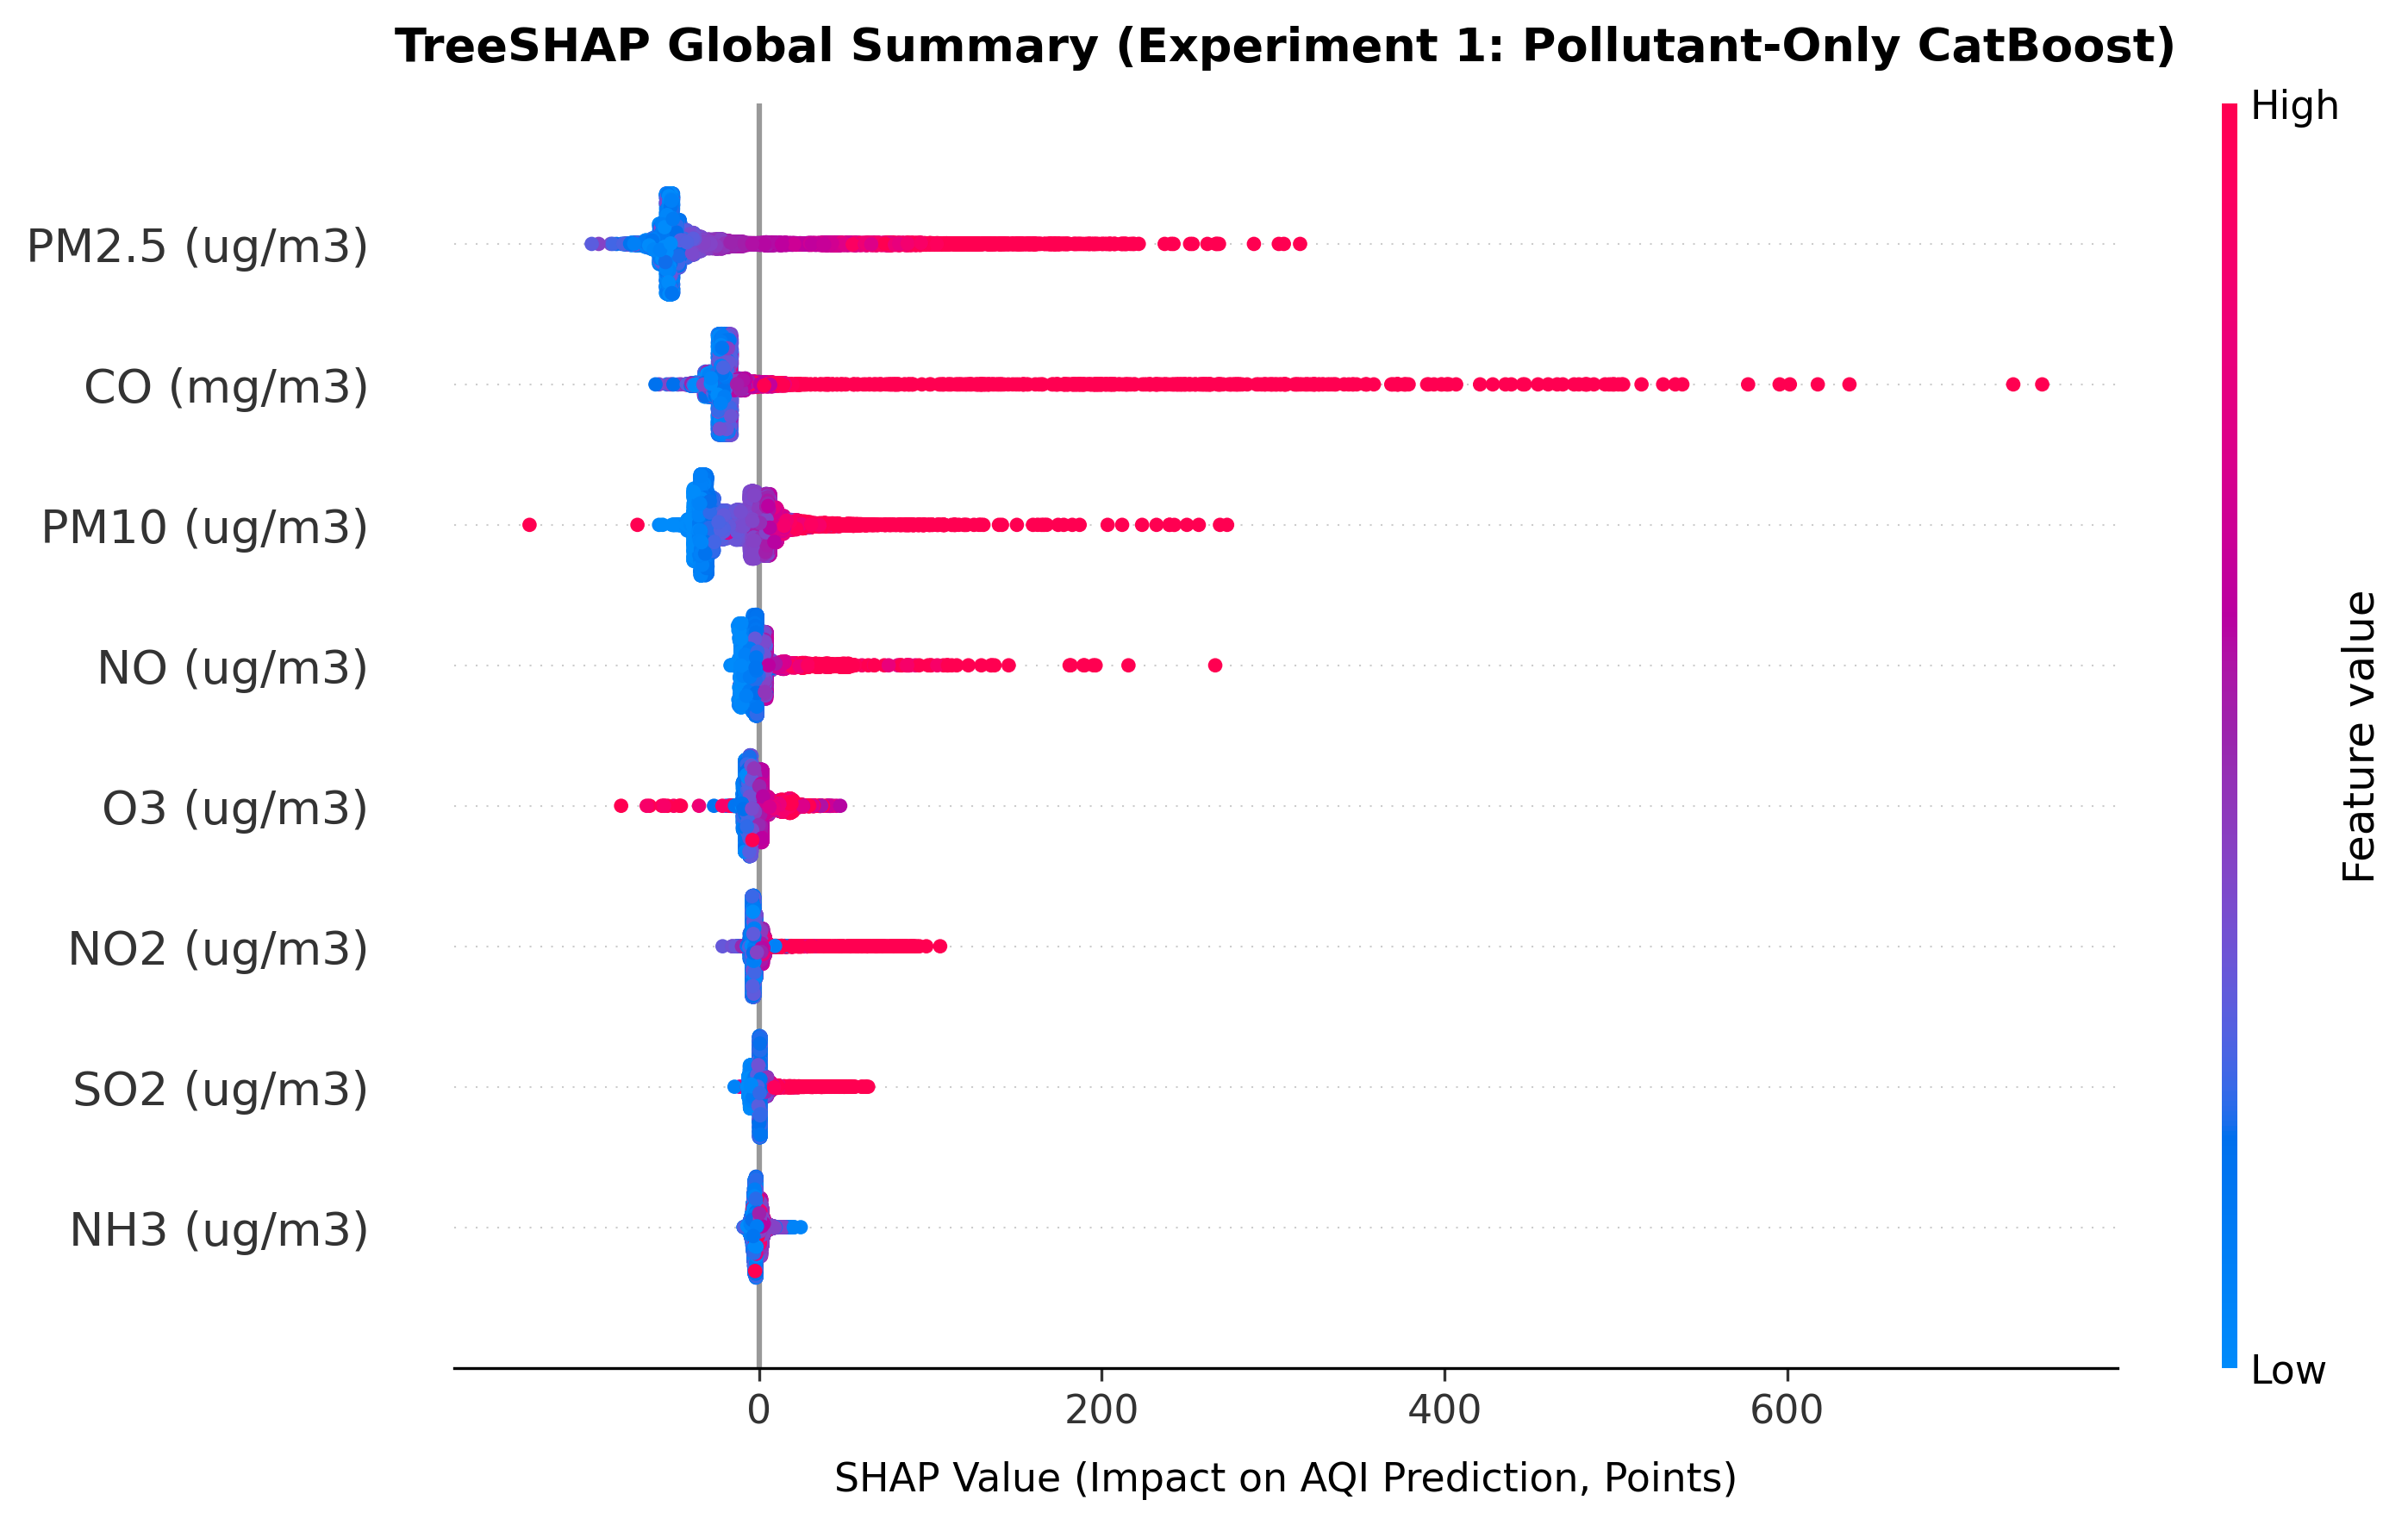 TreeSHAP Global Summary (Experiment 1: Pollutant-Only CatBoost)
High
PM2.5 (ug/m3)
CO (mg/m3)
PM10 (ug/m3)
NO (ug/m3)
O3 (ug/m3)
NO2 (ug/m3)
SO2 (ug/m3)
NH3 (ug/m3)
Feature value
Low
0 200 400 600
SHAP Value (Impact on AQI Prediction, Points)